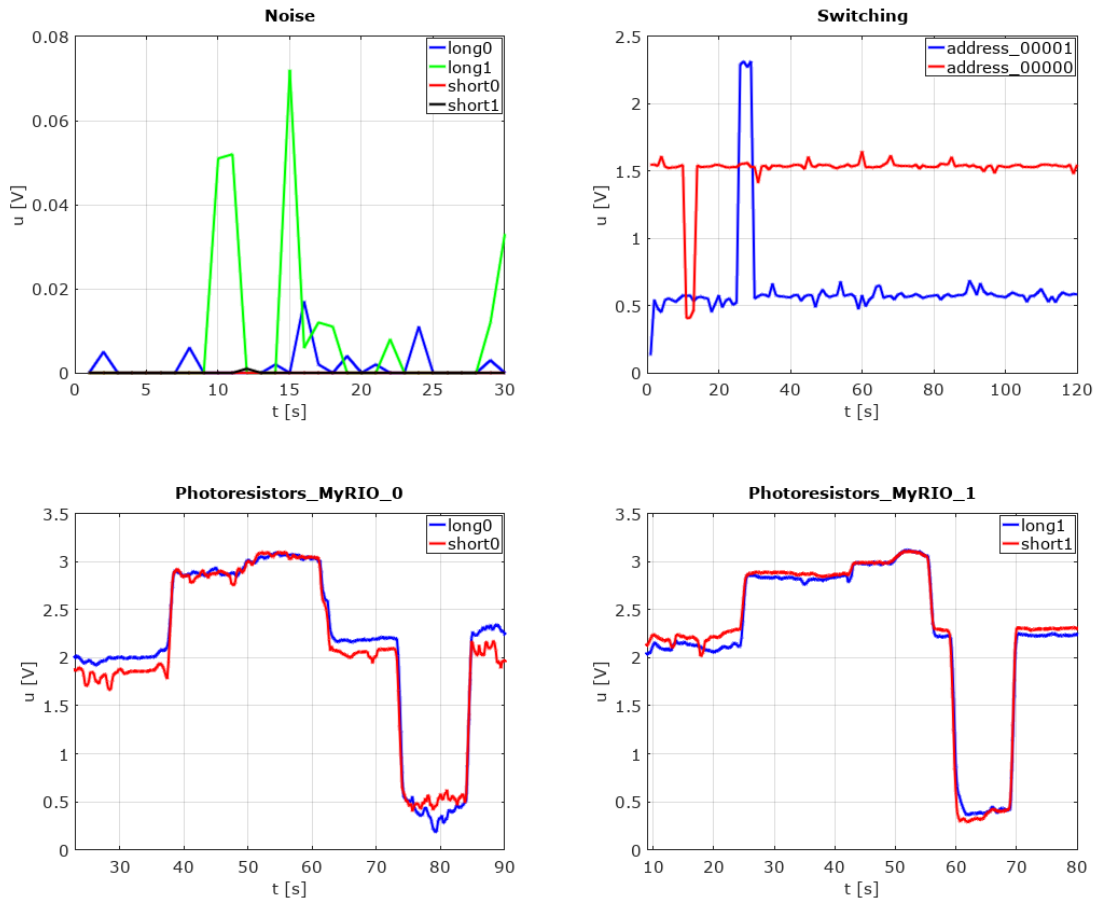 Noise
long0
long1
short0
short1
0.08
0.06
0.04
0.02
0
u [V]
0 5 10 15 20 25 30
t [s]
Switching
address_00001
address_00000
2.5
2
1.5
1
0.5
0
u [V]
0 20 40 60 80 100 120
t [s]
Photoresistors_MyRIO_0
long0
short0
3.5
3
2.5
2
1.5
1
0.5
0
u [V]
30 40 50 60 70 80 90
t [s]
Photoresistors_MyRIO_1
long1
short1
3.5
3
2.5
2
1.5
1
0.5
0
u [V]
10 20 30 40 50 60 70 80
t [s]